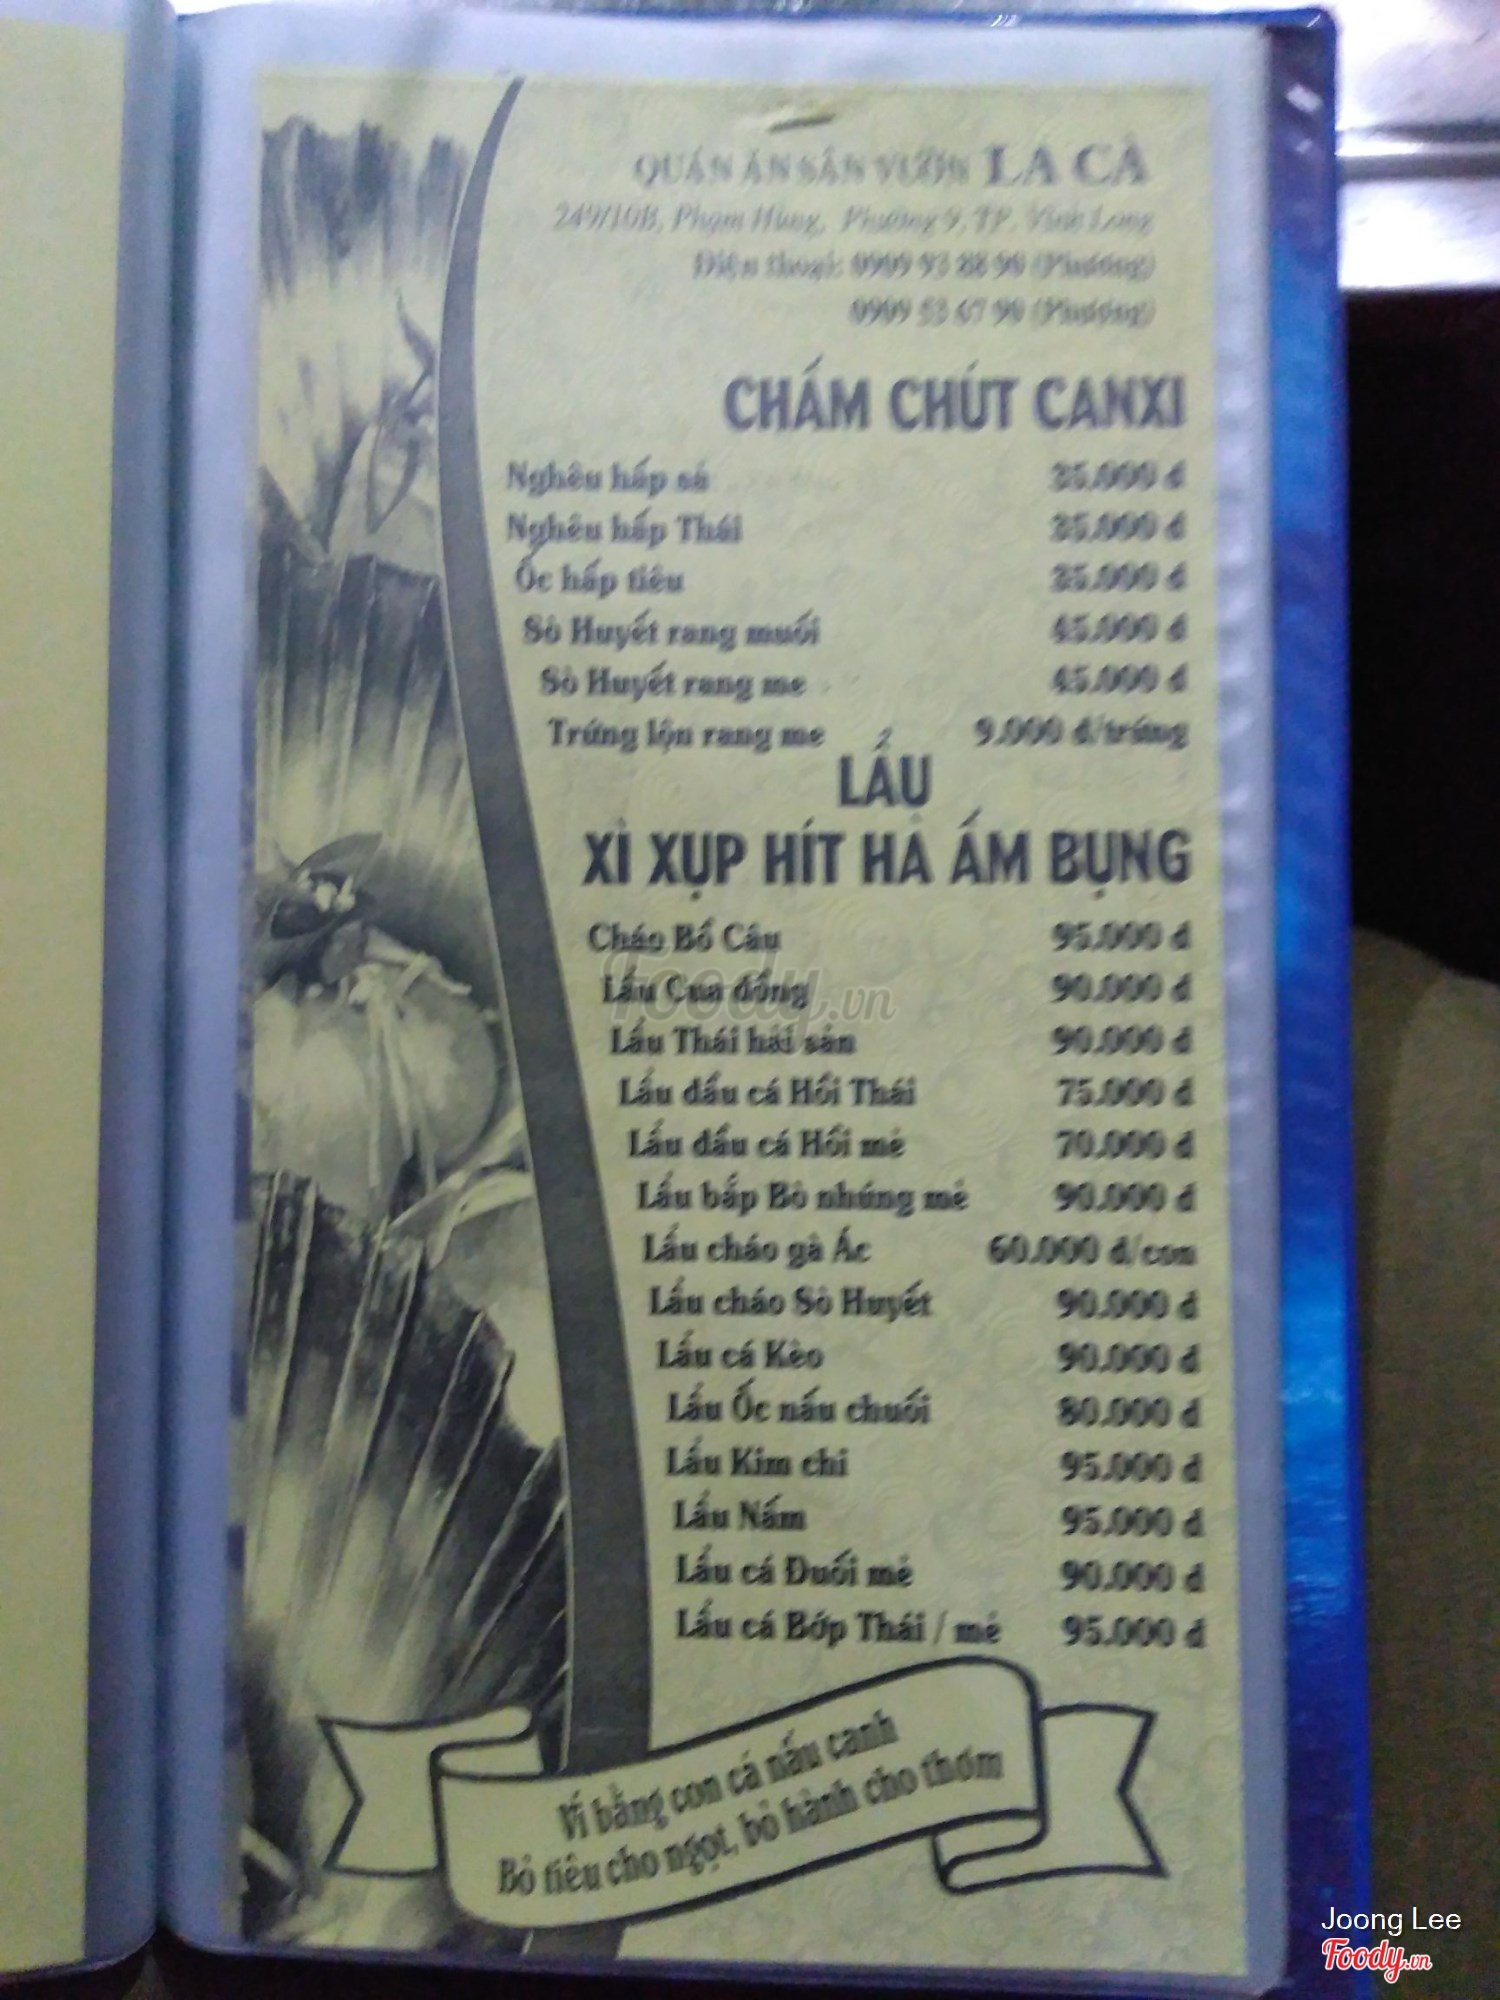 QUÁN ĂN SÂN VƯỜN LA CÀ
249/10B, Phạm Hùng, Phường 9, TP. Vĩnh Long
Điện thoại: 0909 93 88 90 (Phương)
0909 53 67 90 (Phương)
CHẤM CHÚT CANXI
Nghêu hấp sả 35.000 đ
Nghêu hấp Thái 35.000 đ
Ốc hấp tiêu 35.000 đ
Sò Huyết rang muối 45.000 đ
Sò Huyết rang me 45.000 đ
Trứng lộn rang me 9.000 đ/trứng
LẨU
XÌ XỤP HÍT HÀ ẤM BỤNG
Cháo Bồ Câu 95.000 đ
Lẩu Cua đồng 90.000 đ
Lẩu Thái hải sản 90.000 đ
Lẩu đầu cá Hồi Thái 75.000 đ
Lẩu đầu cá Hồi mẻ 70.000 đ
Lẩu bắp Bò nhúng mẻ 90.000 đ
Lẩu cháo gà Ác 60.000 đ/con
Lẩu cháo Sò Huyết 90.000 đ
Lẩu cá Kèo 90.000 đ
Lẩu Ốc nấu chuối 80.000 đ
Lẩu Kim chi 95.000 đ
Lẩu Nấm 95.000 đ
Lẩu cá Đuối mẻ 90.000 đ
Lẩu cá Bớp Thái / mẻ 95.000 đ
Ví bằng con cá nấu canh
Bỏ tiêu cho ngọt, bỏ hành cho thơm
Foody.vn
Joong Lee
Foody.vn